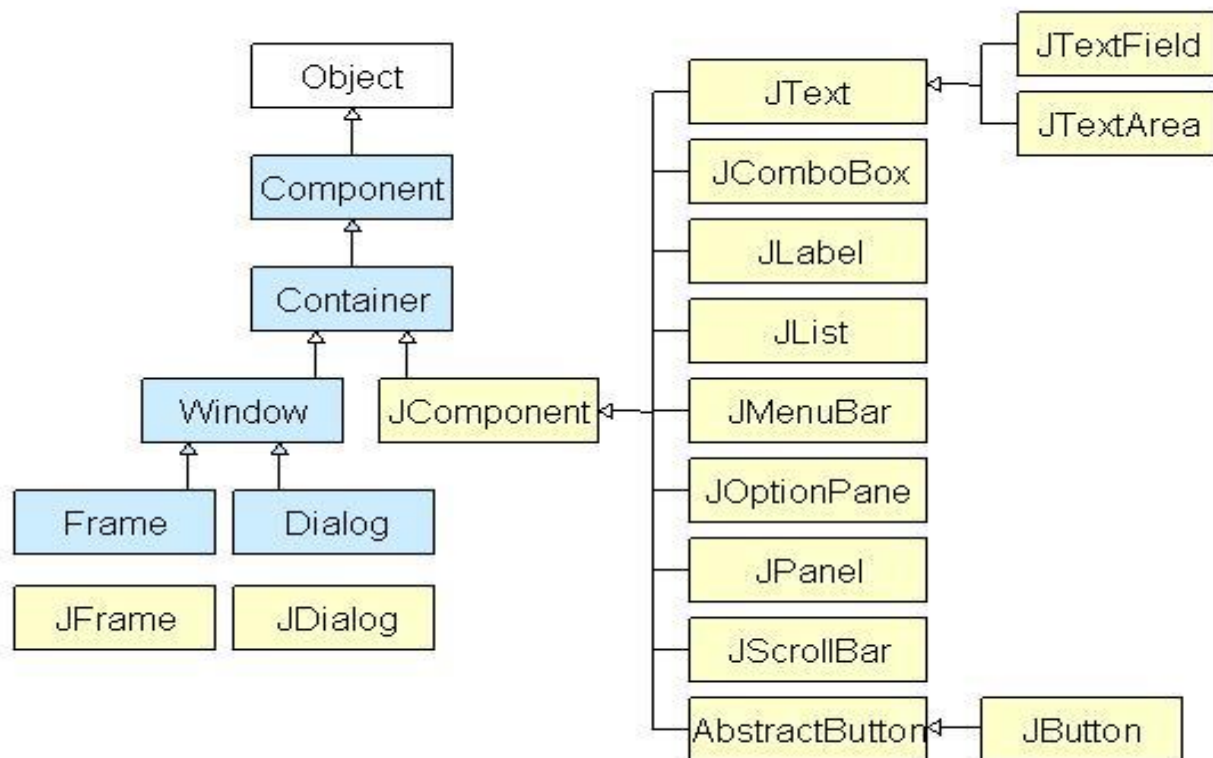 Object
Component
Container
Window
JComponent
Frame
Dialog
JFrame
JDialog
JText
JComboBox
JLabel
JList
JMenuBar
JOptionPane
JPanel
JScrollBar
AbstractButton
JTextField
JTextArea
JButton